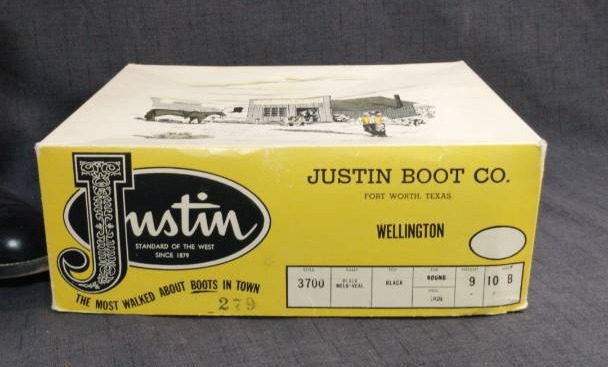 Justin
STANDARD OF THE WEST
SINCE 1879
THE MOST WALKED ABOUT BOOTS IN TOWN
279
JUSTIN BOOT CO.
FORT WORTH, TEXAS
WELLINGTON
3700 BLACK BLACK ROUND 9 10 B